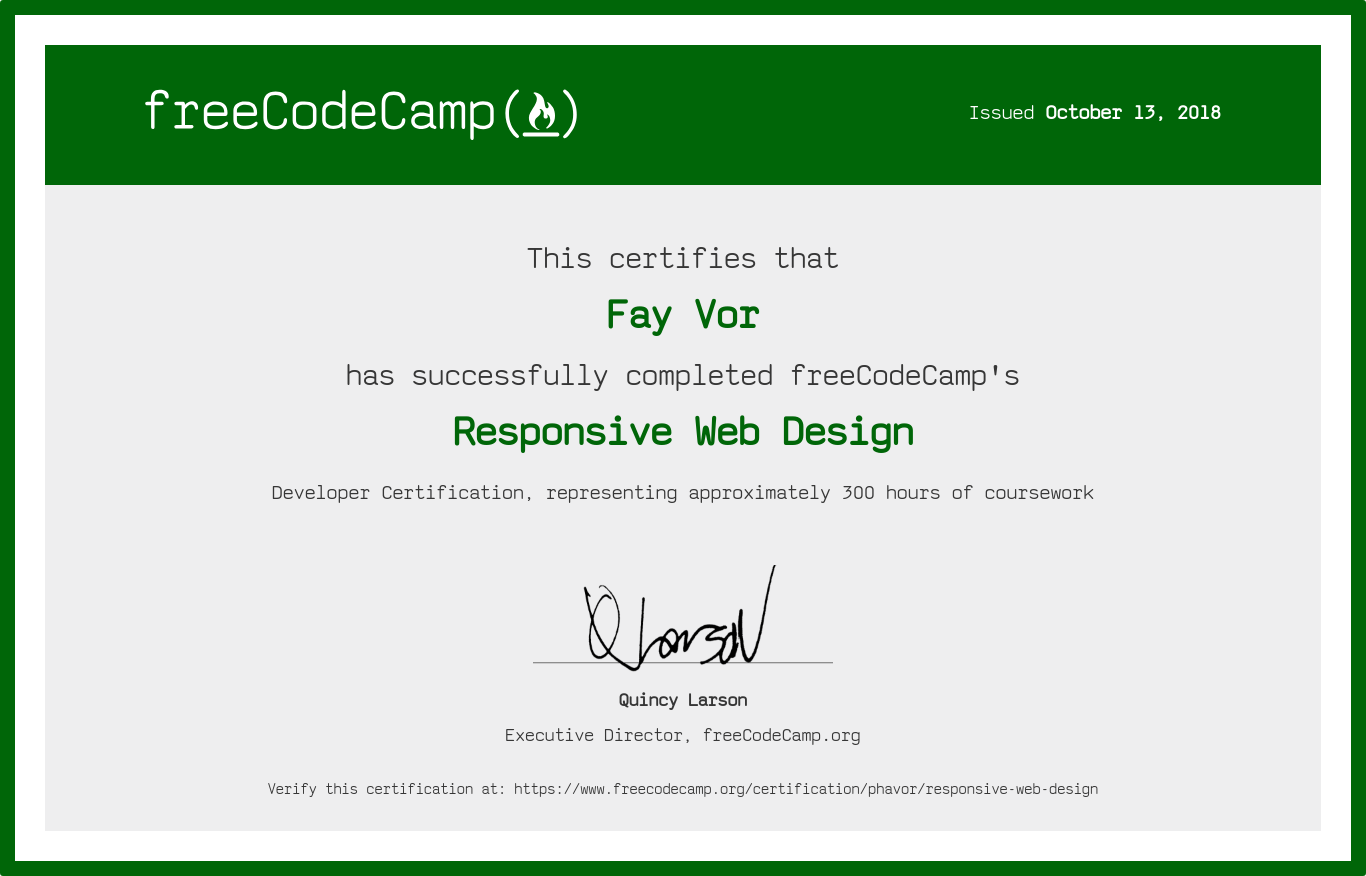 freeCodeCamp()
Issued October 13, 2018
This certifies that
Fay Vor
has successfully completed freeCodeCamp's
Responsive Web Design
Developer Certification, representing approximately 300 hours of coursework
Q Larson
Quincy Larson
Executive Director, freeCodeCamp.org
Verify this certification at: https://www.freecodecamp.org/certification/phavor/responsive-web-design